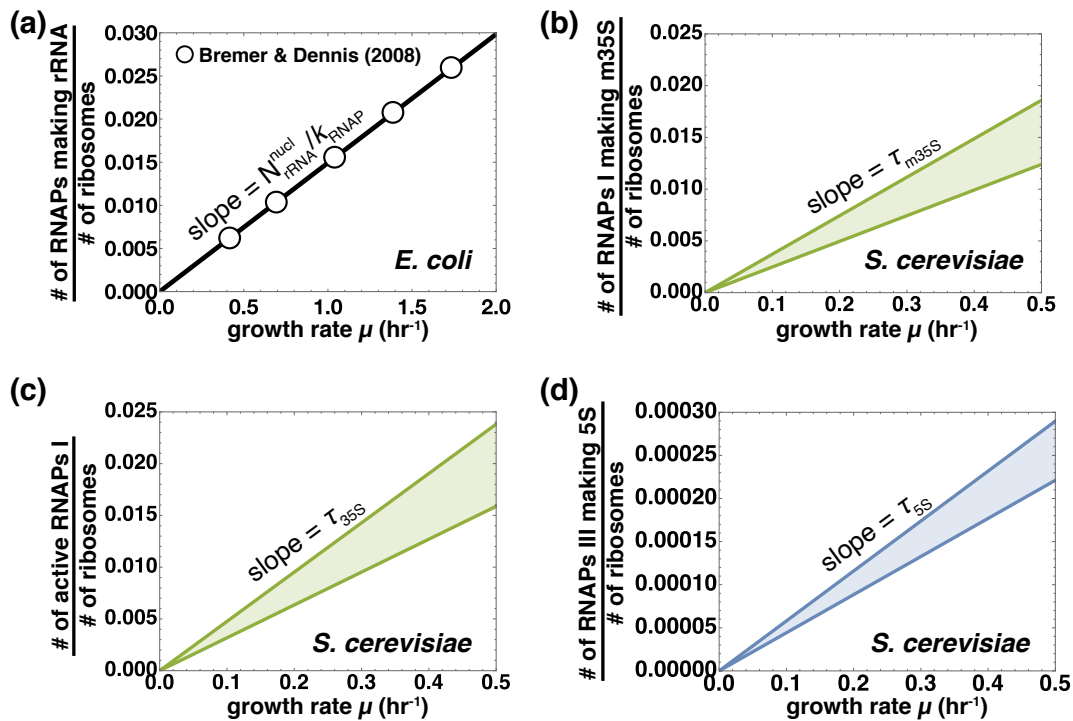 (a)
# of RNAPs making rRNA
# of ribosomes
0.030
0.025
0.020
0.015
0.010
0.005
0.000
Bremer & Dennis (2008)
slope = N^nucl_rRNA/k_RNAP
E. coli
0.0 0.5 1.0 1.5 2.0
growth rate μ (hr-1)
(b)
# of RNAPs I making m35S
# of ribosomes
0.025
0.020
0.015
0.010
0.005
0.000
slope = τm35S
S. cerevisiae
0.0 0.1 0.2 0.3 0.4 0.5
growth rate μ (hr-1)
(c)
# of active RNAPs I
# of ribosomes
0.025
0.020
0.015
0.010
0.005
0.000
slope = τ35S
S. cerevisiae
0.0 0.1 0.2 0.3 0.4 0.5
growth rate μ (hr-1)
(d)
# of RNAPs III making 5S
# of ribosomes
0.00030
0.00025
0.00020
0.00015
0.00010
0.00005
0.00000
slope = τ5S
S. cerevisiae
0.0 0.1 0.2 0.3 0.4 0.5
growth rate μ (hr-1)